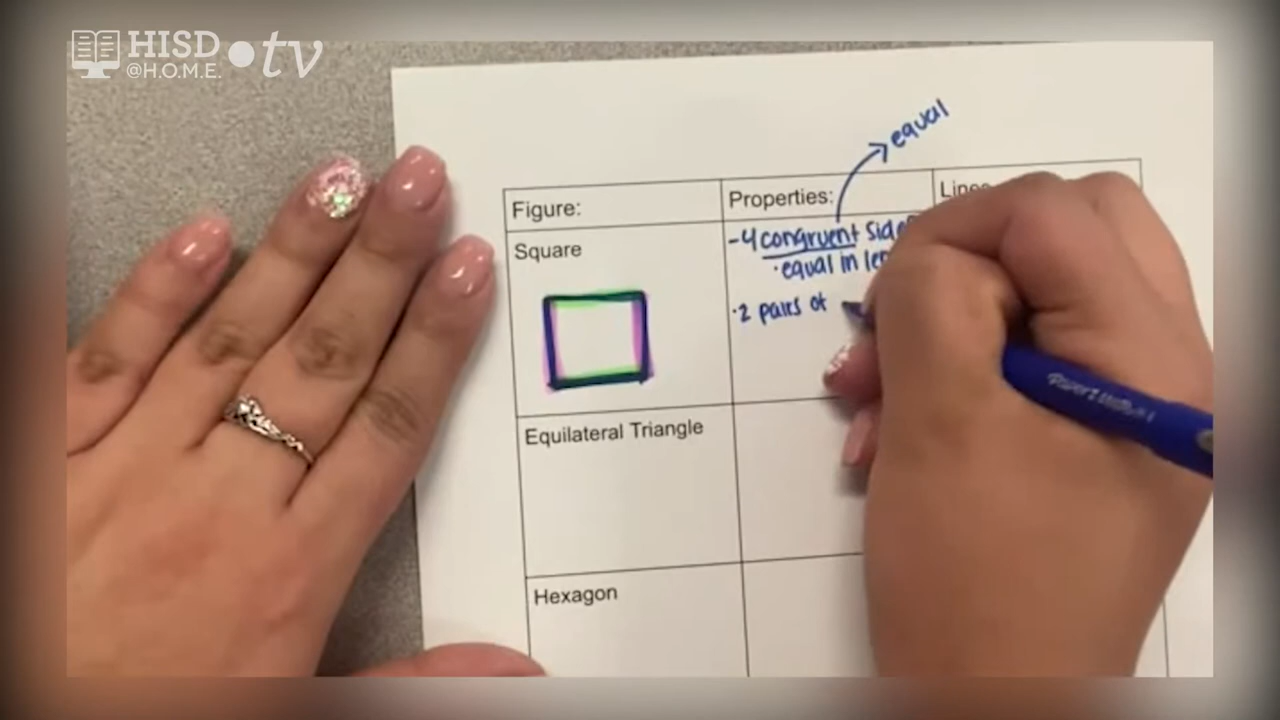 HISD
@H.O.M.E.
tv
equal
Figure:
Properties:
Square
-4 congruent
·equal in
·2 pairs of
Equilateral Triangle
Hexagon